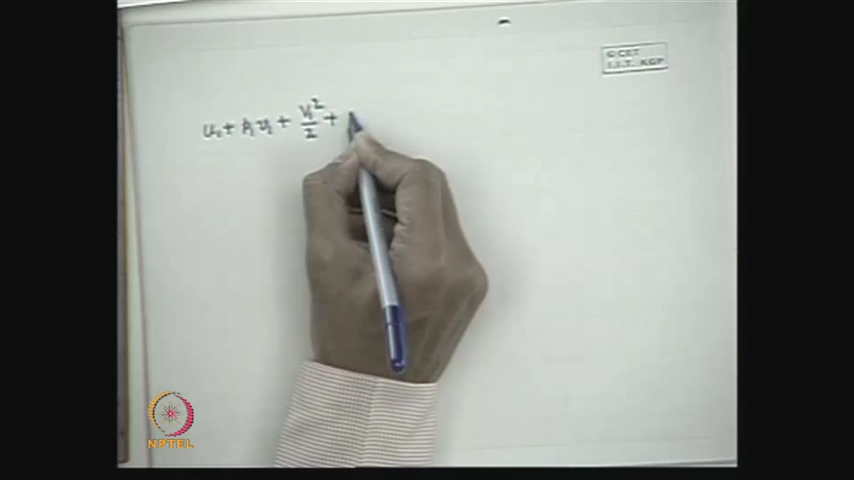 © CET
I.I.T. KGP
u₁ + p₁v₁ + V₁²/2 +
NPTEL